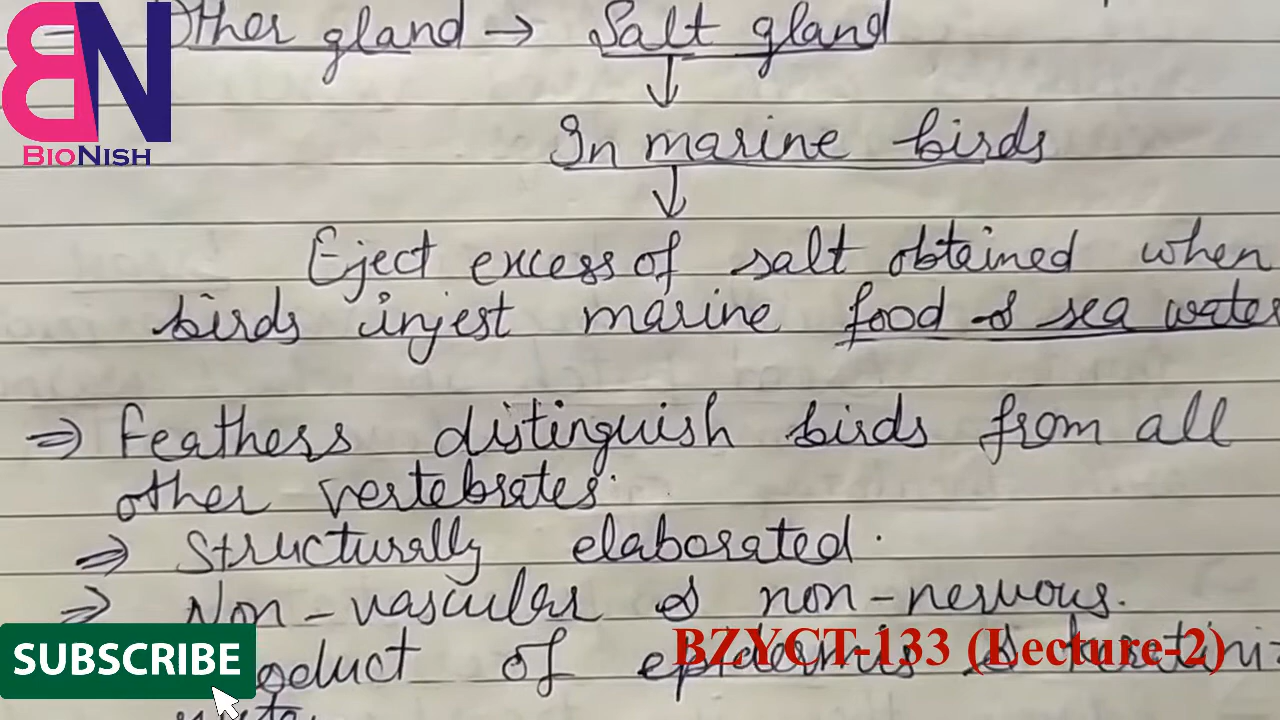 BN
BIONISH
Other gland → Salt gland
↓
In marine birds
↓
Eject excess of salt obtained when
birds injest marine food & sea water
⇒ Feathers distinguish birds from all
other vertebrates.
⇒ Structurally elaborated.
⇒ Non-vascular & non-nervous.
of epidermis &
SUBSCRIBE
BZYCT-133 (Lecture-2)